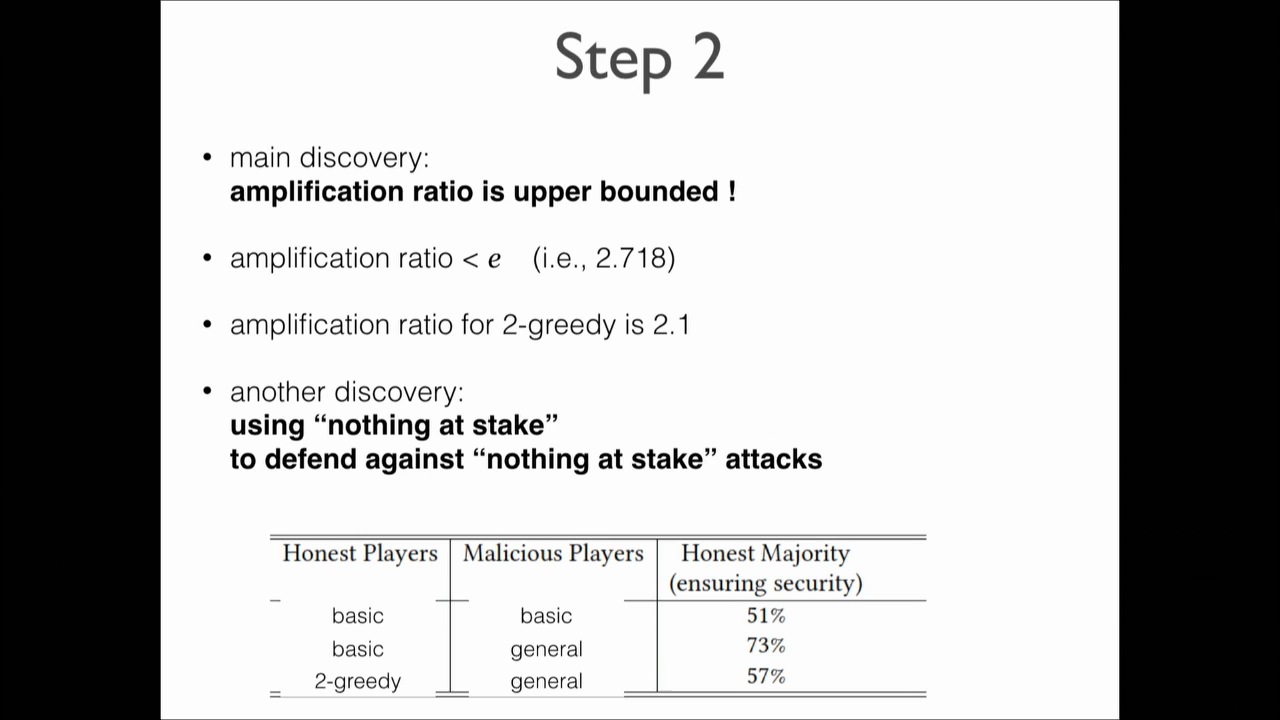 Step 2
• main discovery:
amplification ratio is upper bounded !
• amplification ratio < e (i.e., 2.718)
• amplification ratio for 2-greedy is 2.1
• another discovery:
using “nothing at stake”
to defend against “nothing at stake” attacks
Honest Players Malicious Players Honest Majority
(ensuring security)
basic basic 51%
basic general 73%
2-greedy general 57%